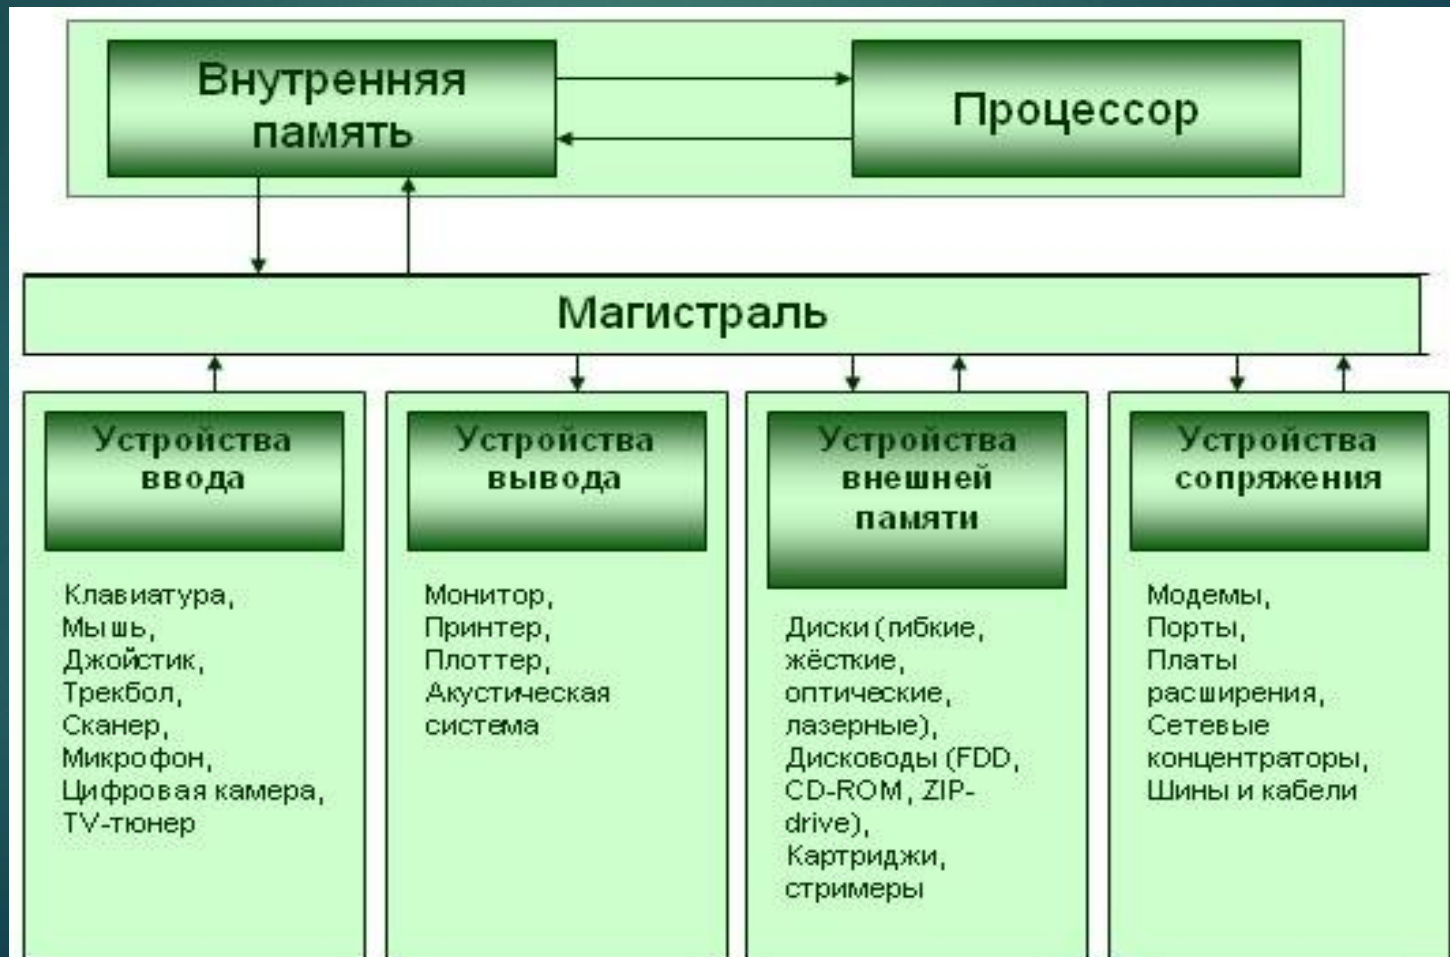 Внутренняя
память
Процессор
Магистраль
Устройства
ввода
Клавиатура,
Мышь,
Джойстик,
Трекбол,
Сканер,
Микрофон,
Цифровая камера,
TV-тюнер
Устройства
вывода
Монитор,
Принтер,
Плоттер,
Акустическая
система
Устройства
внешней
памяти
Диски (гибкие,
жёсткие,
оптические,
лазерные),
Дисководы (FDD,
CD-ROM, ZIP-
drive),
Картриджи,
стримеры
Устройства
сопряжения
Модемы,
Порты,
Платы
расширения,
Сетевые
концентраторы,
Шины и кабели